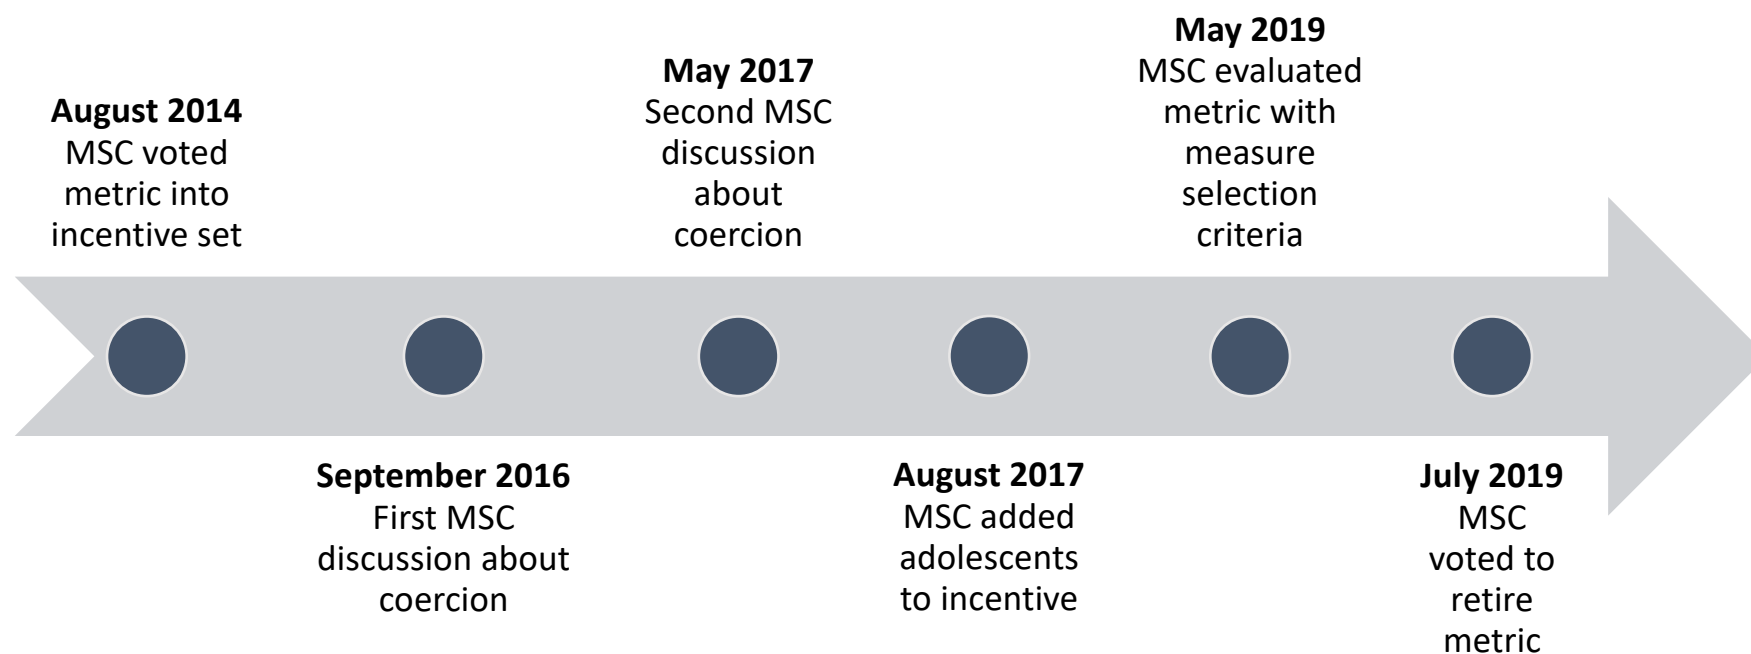 August 2014
MSC voted
metric into
incentive set
September 2016
First MSC
discussion about
coercion
May 2017
Second MSC
discussion
about
coercion
August 2017
MSC added
adolescents
to incentive
May 2019
MSC evaluated
metric with
measure
selection
criteria
July 2019
MSC
voted to
retire
metric